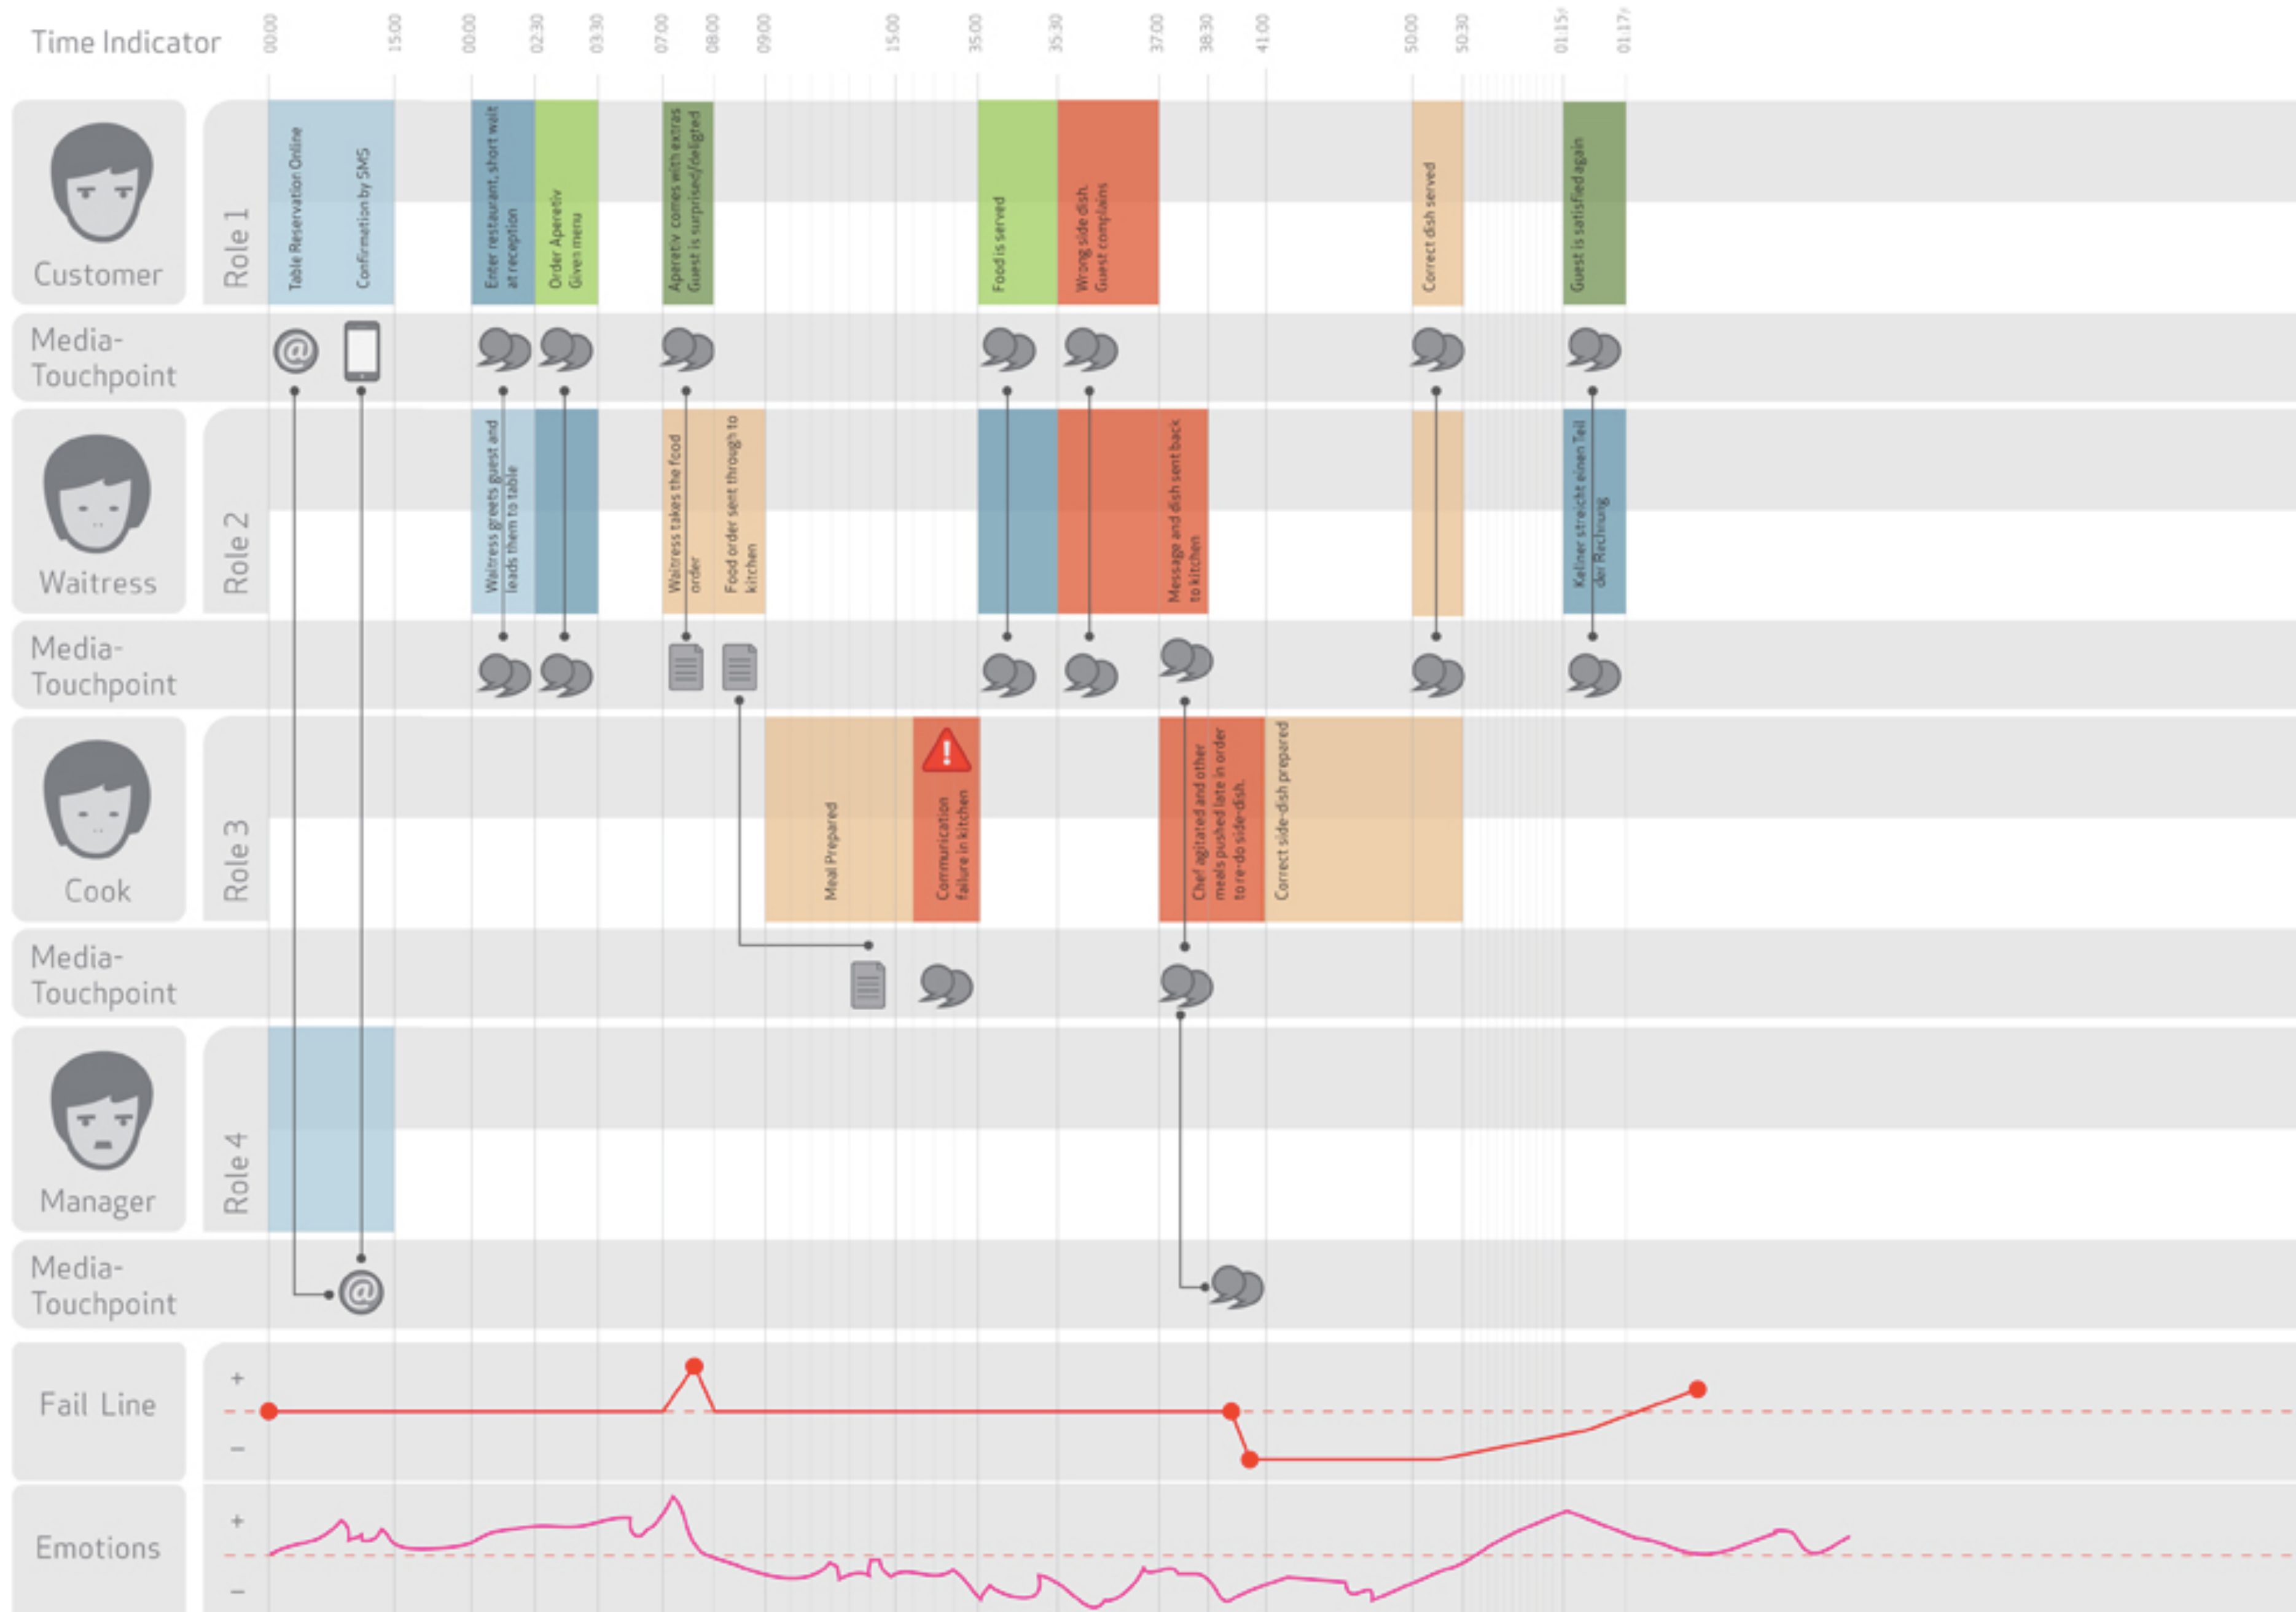 Time Indicator
00:00
15:00
00:00
02:30
03:30
07:00
08:00
09:00
15:00
35:00
35:30
37:00
38:30
41:00
50:00
50:30
01:15
01:17
Customer
Role 1
Table Reservation Online
Confirmation by SMS
Enter restaurant, short wait
at reception
Order Aperetiv
Given menu
Aperetiv comes with extras
Guest is surprised/deligted
Food is served
Wrong side dish.
Guest complains
Correct dish served
Guest is satisfied again
Media-
Touchpoint
@
Waitress
Role 2
Waitress greets guest and
leads them to table
Waitress takes the food
order
Food order sent through to
kitchen
Message and dish sent back
to kitchen
Kellner streicht einen Teil
der Rechnung
Media-
Touchpoint
Cook
Role 3
Meal Prepared
!
Communication
failure in kitchen
Chef agitated and other
meals pushed late in order
to re-do side-dish.
Correct side-dish prepared
Media-
Touchpoint
Manager
Role 4
Media-
Touchpoint
@
Fail Line
+
−
Emotions
+
−